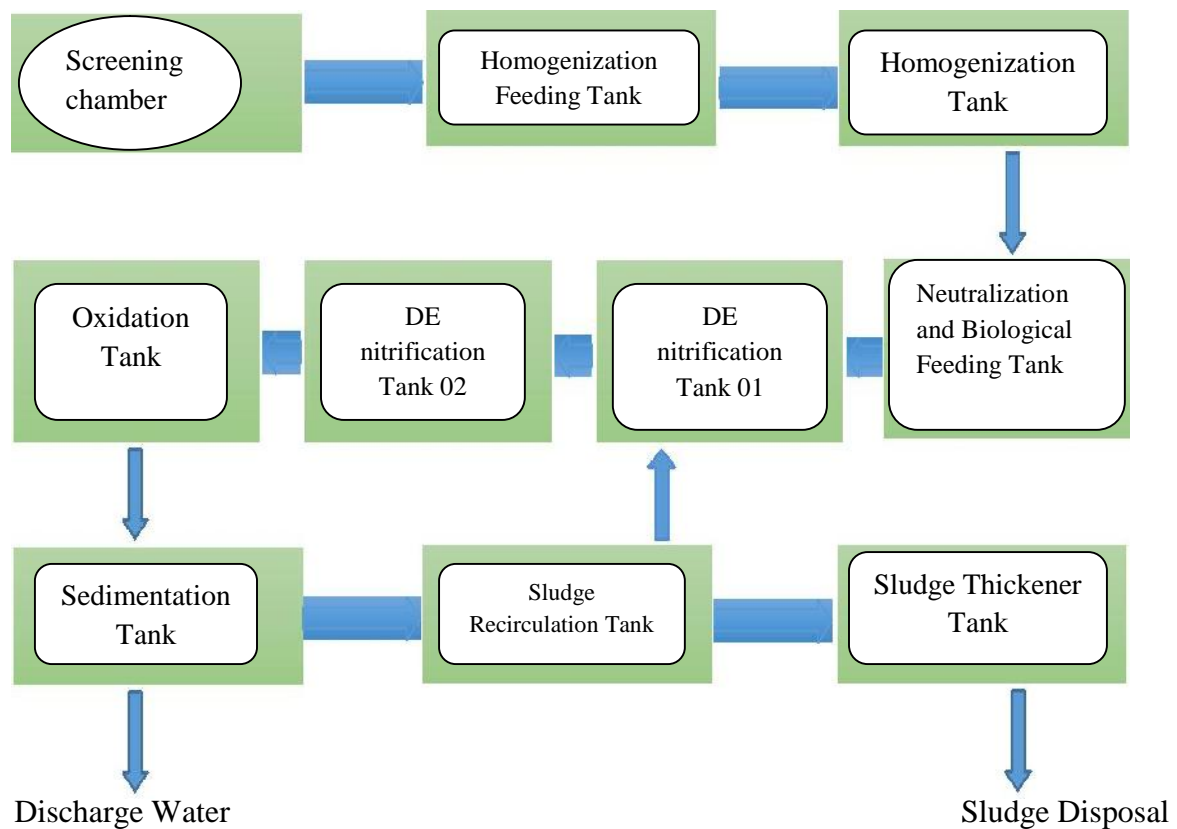 Screening
chamber
Homogenization
Feeding Tank
Homogenization
Tank
Neutralization
and Biological
Feeding Tank
DE
nitrification
Tank 01
DE
nitrification
Tank 02
Oxidation
Tank
Sedimentation
Tank
Sludge
Recirculation Tank
Sludge Thickener
Tank
Discharge Water
Sludge Disposal